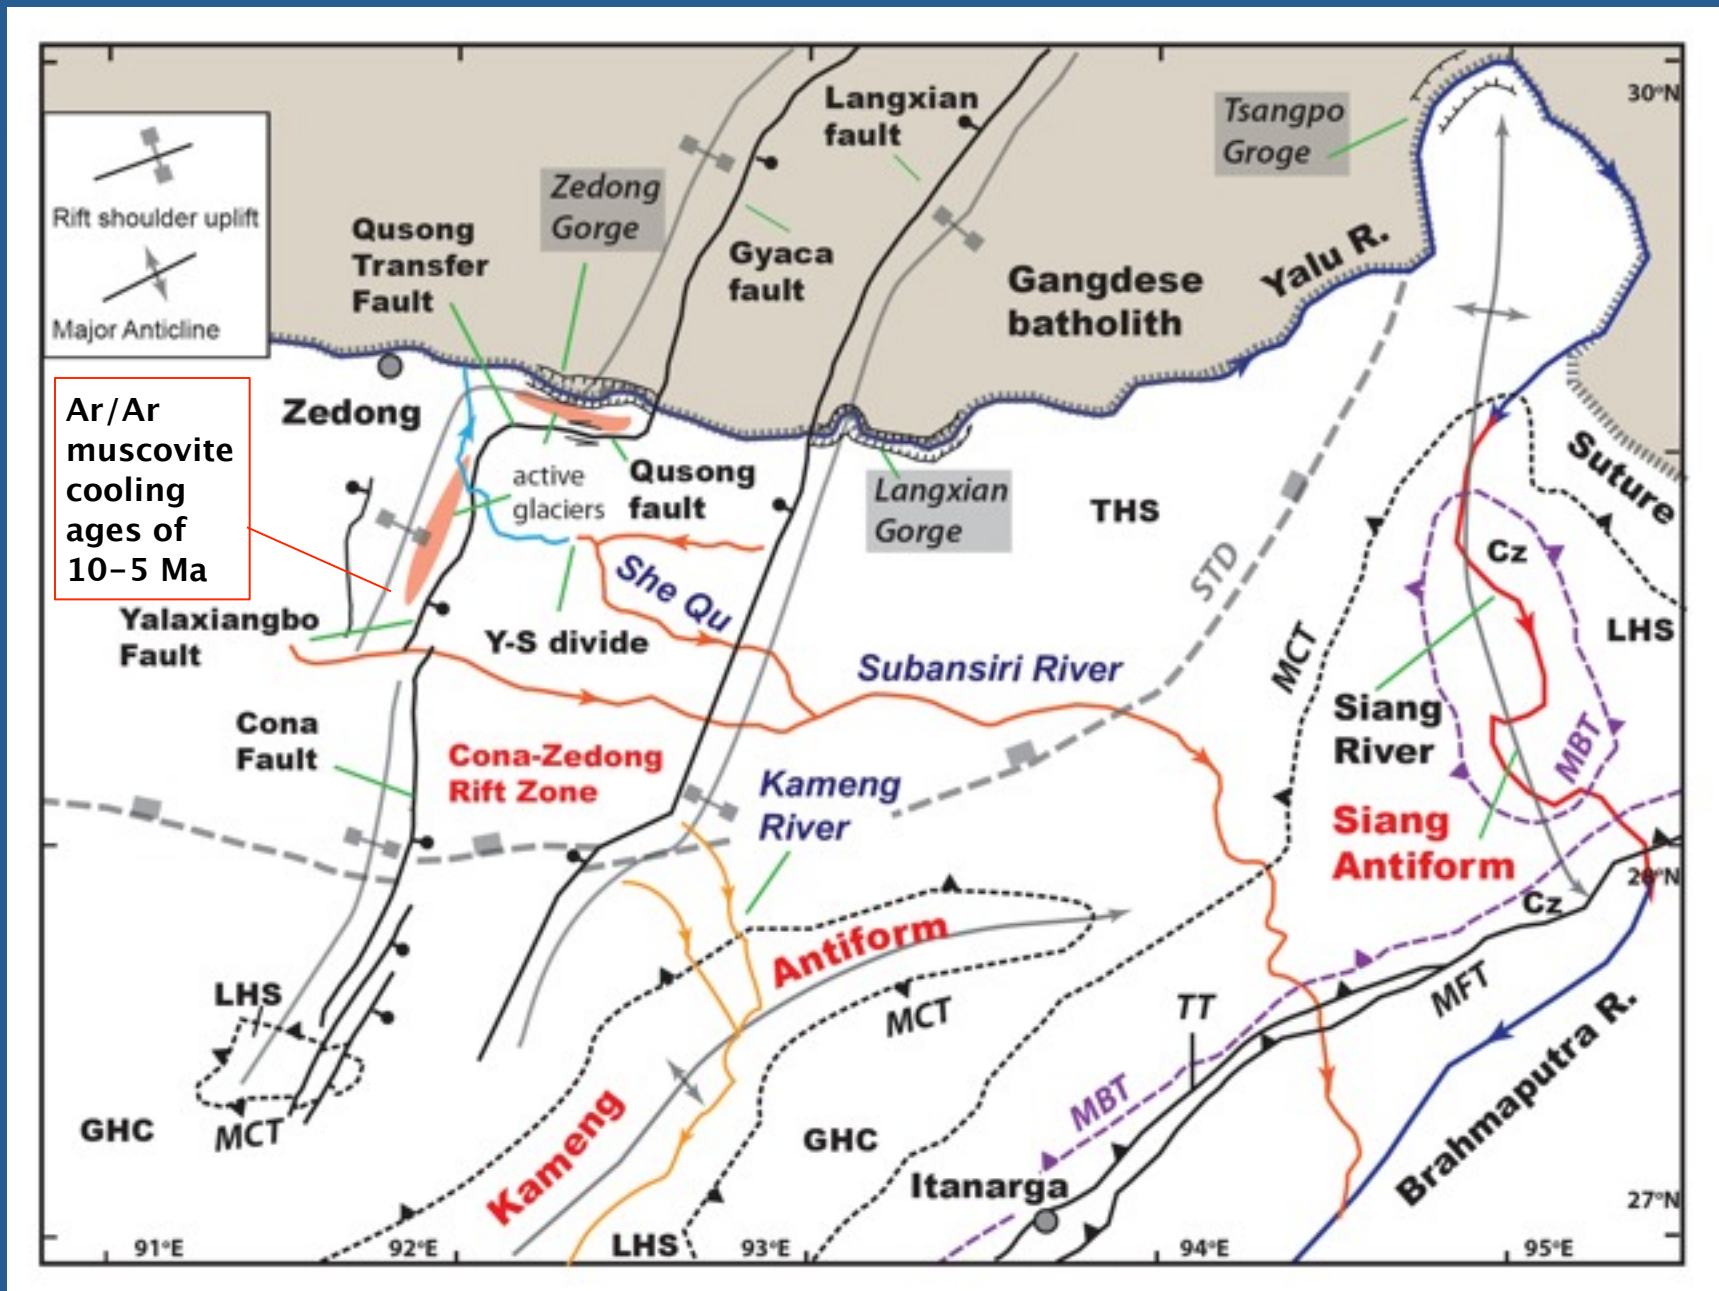 30°N
Langxian
fault
Tsangpo
Groge
Zedong
Gorge
Rift shoulder uplift
Qusong
Transfer
Fault
Gyaca
fault
Yalu R.
Gangdese
batholith
Major Anticline
Zedong
Ar/Ar
muscovite
cooling
ages of
10-5 Ma
active
glaciers
Qusong
fault
Langxian
Gorge
THS
Suture
Cz
STD
She Qu
LHS
Yalaxiangbo
Fault
Y-S divide
Subansiri River
MCT
Siang
River
MBT
Cona
Fault
Cona-Zedong
Rift Zone
Kameng
River
Siang
Antiform
28°N
Cz
Antiform
LHS
MCT
TT
MFT
Brahmaputra R.
MBT
GHC
MCT
Kameng
GHC
Itanarga
27°N
LHS
91°E
92°E
93°E
94°E
95°E